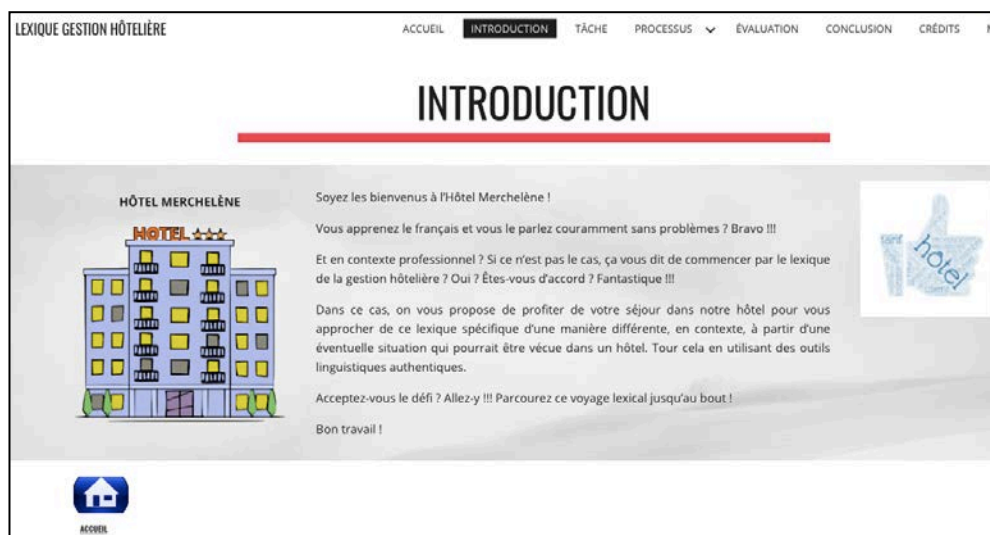 LEXIQUE GESTION HÔTELIÈRE
ACCUEIL INTRODUCTION TÂCHE PROCESSUS ÉVALUATION CONCLUSION CRÉDITS
INTRODUCTION
HÔTEL MERCHELÈNE
HOTEL
Soyez les bienvenus à l'Hôtel Merchelène !
Vous apprenez le français et vous le parlez couramment sans problèmes ? Bravo !!!
Et en contexte professionnel ? Si ce n'est pas le cas, ça vous dit de commencer par le lexique
de la gestion hôtelière ? Oui ? Êtes-vous d'accord ? Fantastique !!!
Dans ce cas, on vous propose de profiter de votre séjour dans notre hôtel pour vous
approcher de ce lexique spécifique d'une manière différente, en contexte, à partir d'une
éventuelle situation qui pourrait être vécue dans un hôtel. Tour cela en utilisant des outils
linguistiques authentiques.
Acceptez-vous le défi ? Allez-y !!! Parcourez ce voyage lexical jusqu'au bout !
Bon travail !
hotel
ACCUEIL